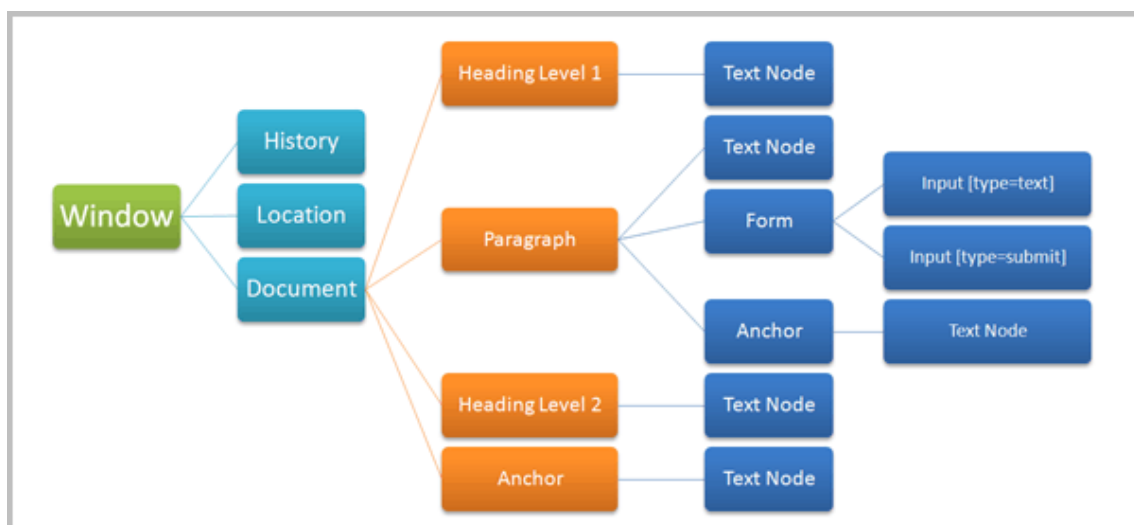 Heading Level 1
Text Node
History
Text Node
Input [type=text]
Window
Location
Paragraph
Form
Document
Input [type=submit]
Anchor
Text Node
Heading Level 2
Text Node
Anchor
Text Node